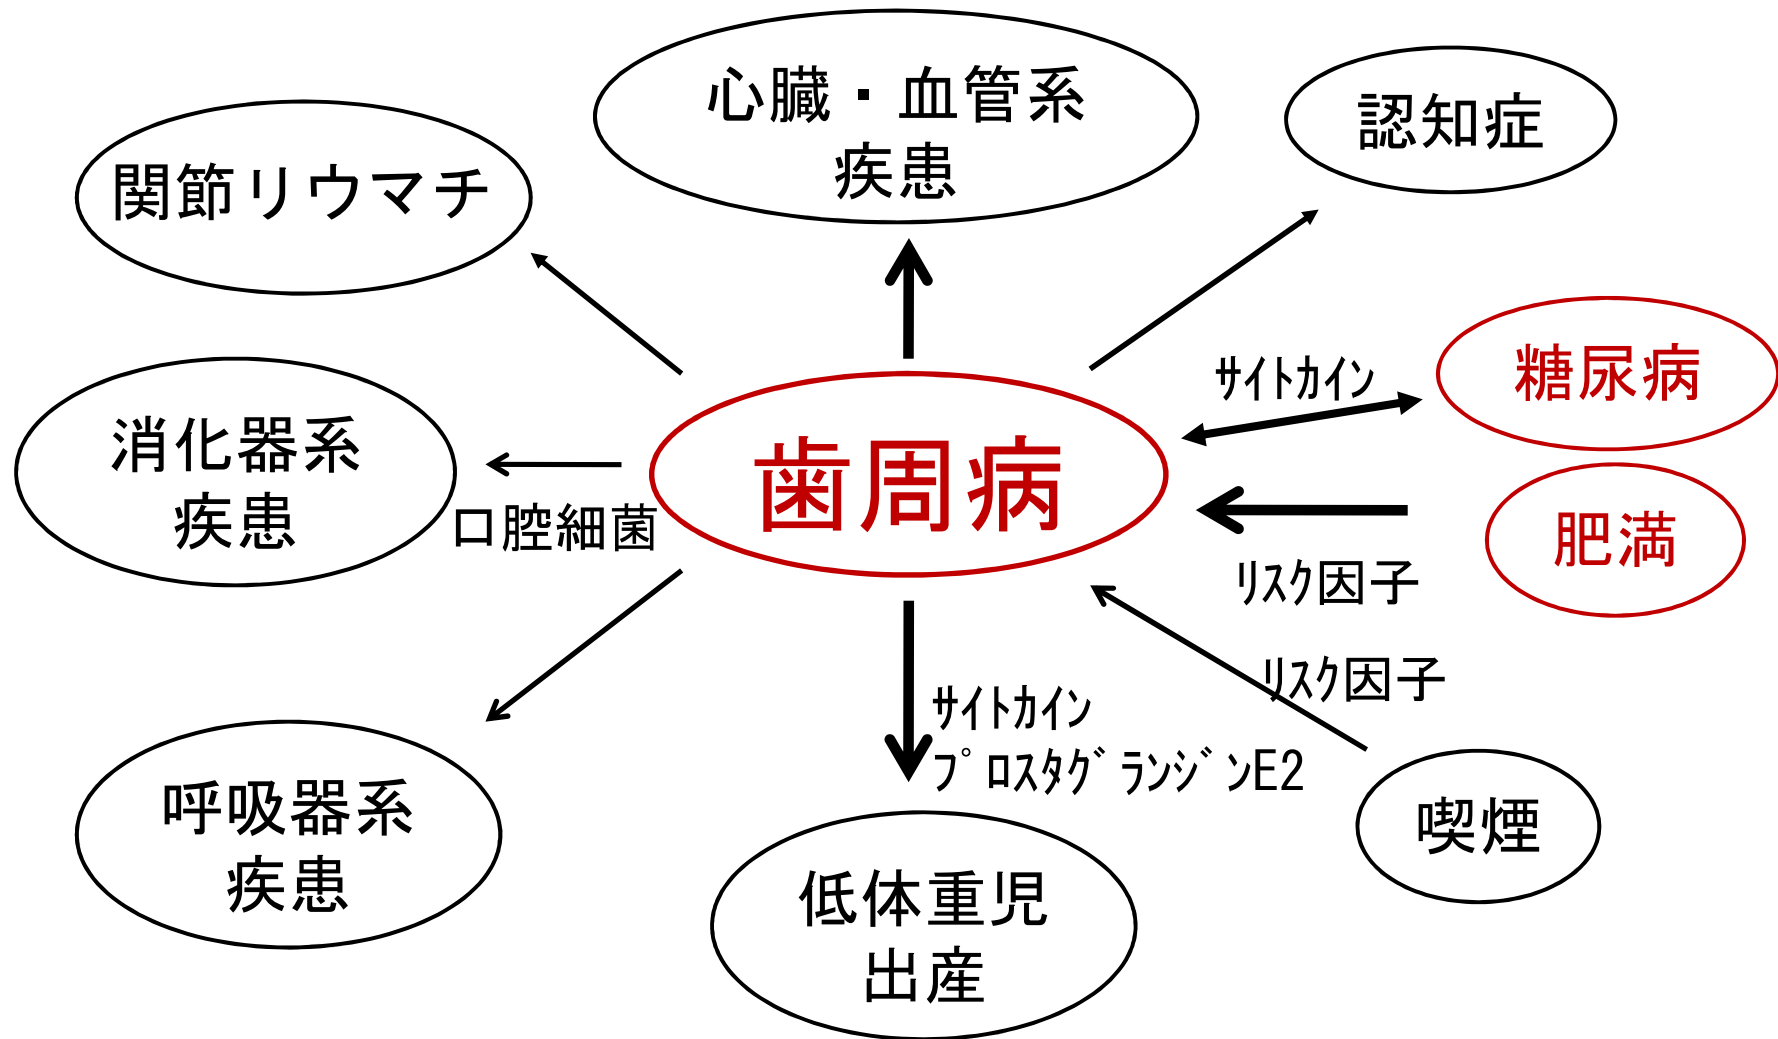 心臓・血管系
疾患
認知症
関節リウマチ
糖尿病
ｻｲﾄｶｲﾝ
消化器系
疾患
歯周病
口腔細菌
肥満
ﾘｽｸ因子
ﾘｽｸ因子
ｻｲﾄｶｲﾝ
ﾌﾟﾛｽﾀｸﾞﾗﾝｼﾞﾝE2
呼吸器系
疾患
喫煙
低体重児
出産